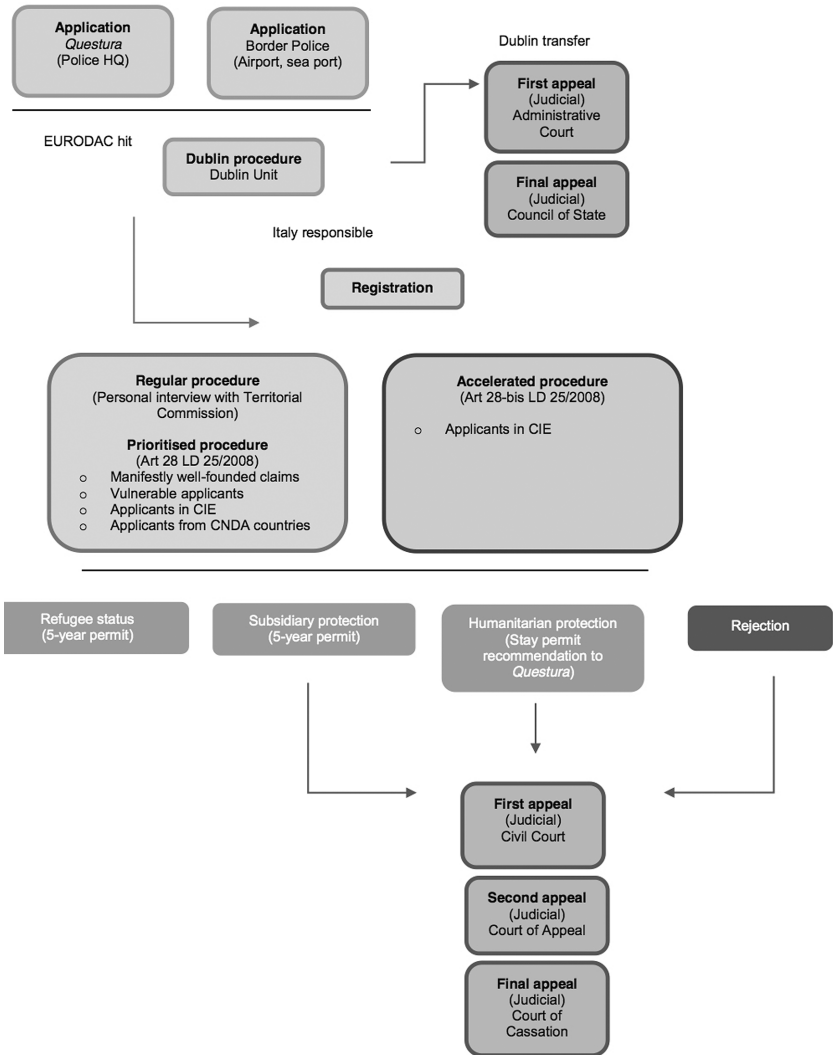 Application
Questura
(Police HQ)
Application
Border Police
(Airport, sea port)
Dublin transfer
First appeal
(Judicial)
Administrative
Court
EURODAC hit
Dublin procedure
Dublin Unit
Final appeal
(Judicial)
Council of State
Italy responsible
Registration
Regular procedure
(Personal interview with Territorial
Commission)
Prioritised procedure
(Art 28 LD 25/2008)
Manifestly well-founded claims
Vulnerable applicants
Applicants in CIE
Applicants from CNDA countries
Accelerated procedure
(Art 28-bis LD 25/2008)
Applicants in CIE
Refugee status
(5-year permit)
Subsidiary protection
(5-year permit)
Humanitarian protection
(Stay permit
recommendation to
Questura)
Rejection
First appeal
(Judicial)
Civil Court
Second appeal
(Judicial)
Court of Appeal
Final appeal
(Judicial)
Court of
Cassation